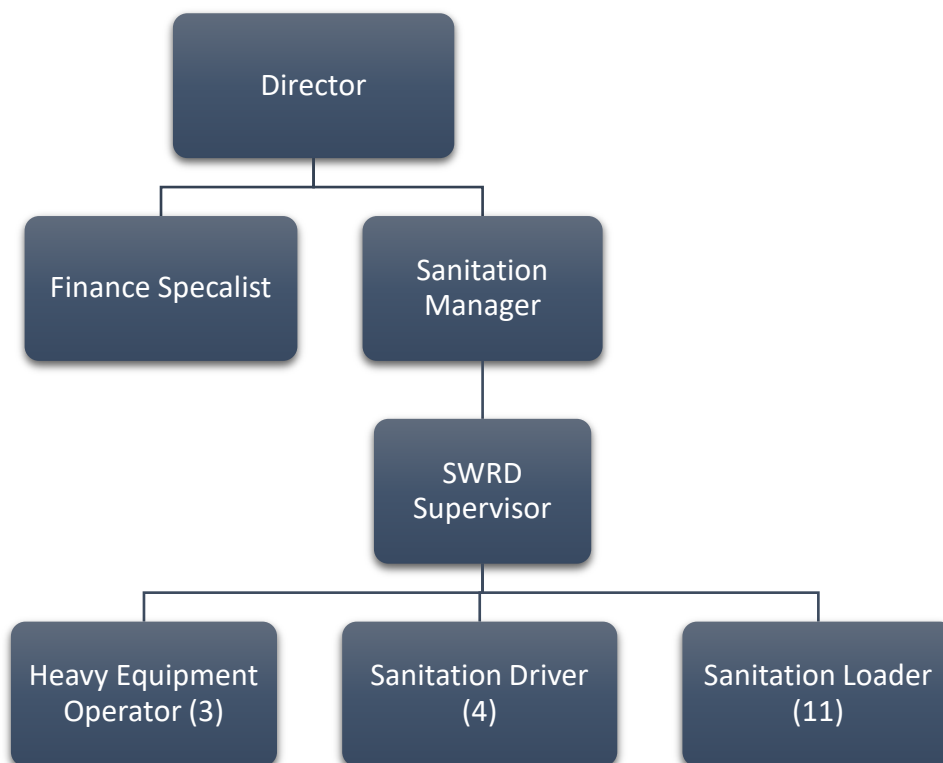 Director
Finance Specalist
Sanitation
Manager
SWRD
Supervisor
Heavy Equipment
Operator (3)
Sanitation Driver
(4)
Sanitation Loader
(11)